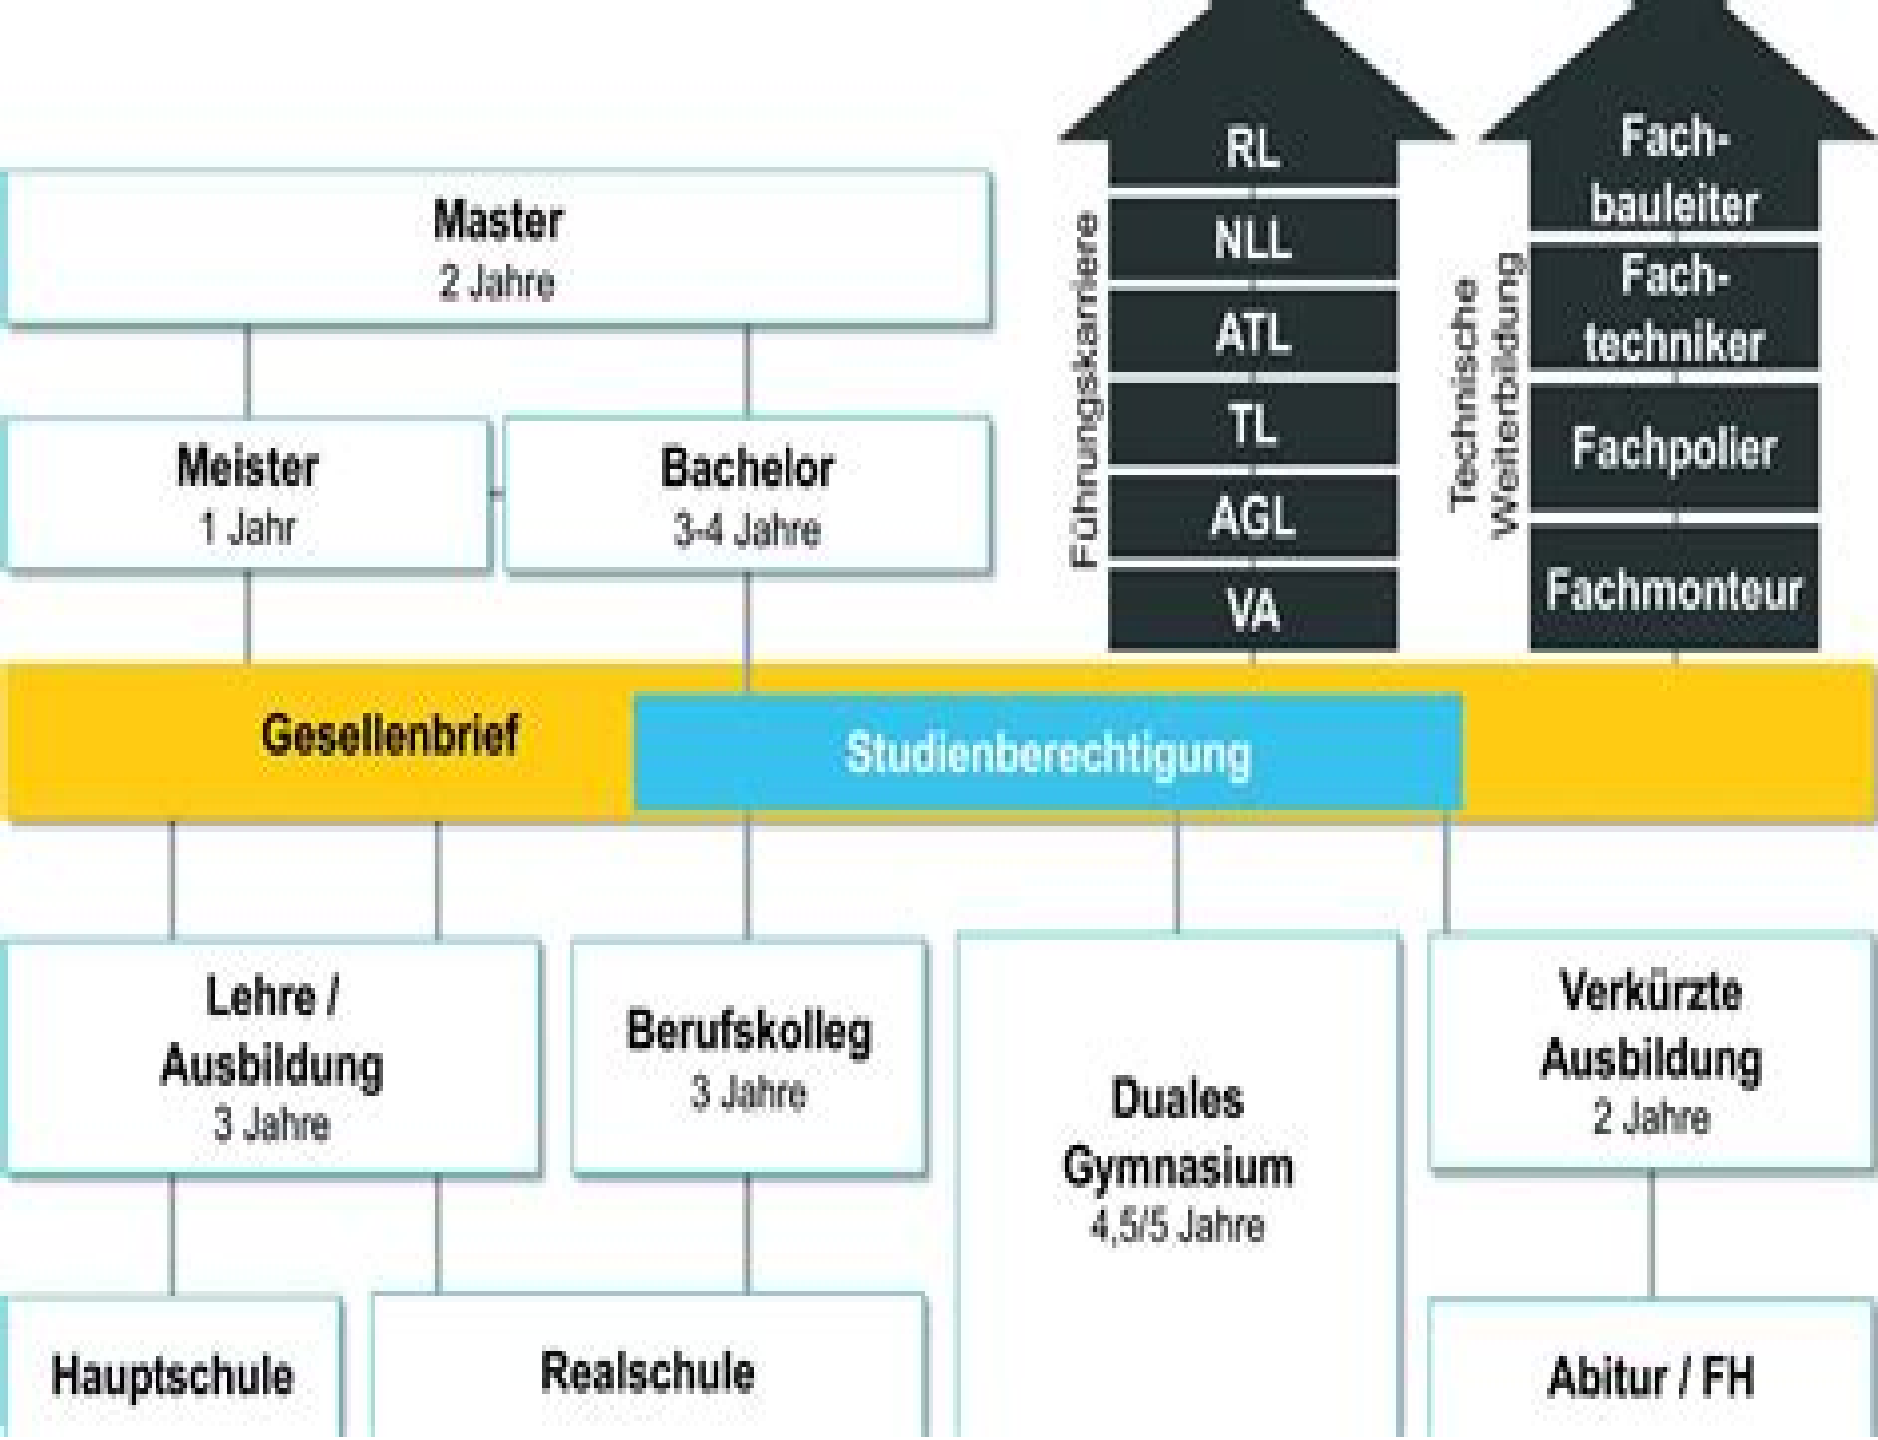 Master
2 Jahre
Meister
1 Jahr
Bachelor
3-4 Jahre
Führungskarriere
RL
NLL
ATL
TL
AGL
VA
Technische
Weiterbildung
Fach-
bauleiter
Fach-
techniker
Fachpolier
Fachmonteur
Gesellenbrief
Studienberechtigung
Lehre /
Ausbildung
3 Jahre
Berufskolleg
3 Jahre
Duales
Gymnasium
4,5/5 Jahre
Verkürzte
Ausbildung
2 Jahre
Hauptschule
Realschule
Abitur / FH